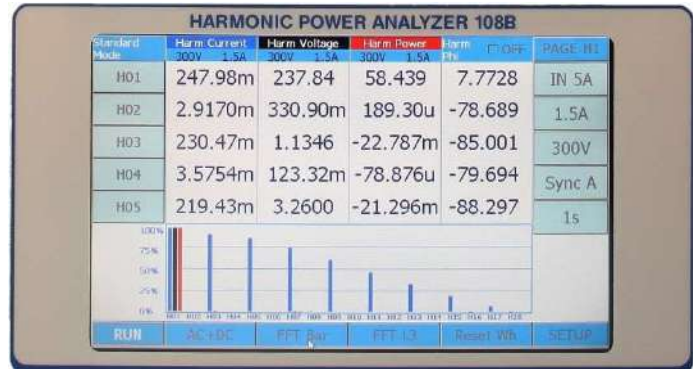 HARMONIC POWER ANALYZER 108B
Standard Mode Harm Current 300V 1.5A Harm Voltage 300V 1.5A Harm Power 300V 1.5A Harm Phi OFF PAGE H1
H01 247.98m 237.84 58.439 7.7728 IN 5A
H02 2.9170m 330.90m 189.30u -78.689 1.5A
H03 230.47m 1.1346 -22.787m -85.001 300V
H04 3.5754m 123.32m -78.876u -79.694 Sync A
H05 219.43m 3.2600 -21.296m -88.297 1s
100%
75%
50%
25%
0%
RUN AC+DC FFT Bar FFT L3 Reset Wh SETUP